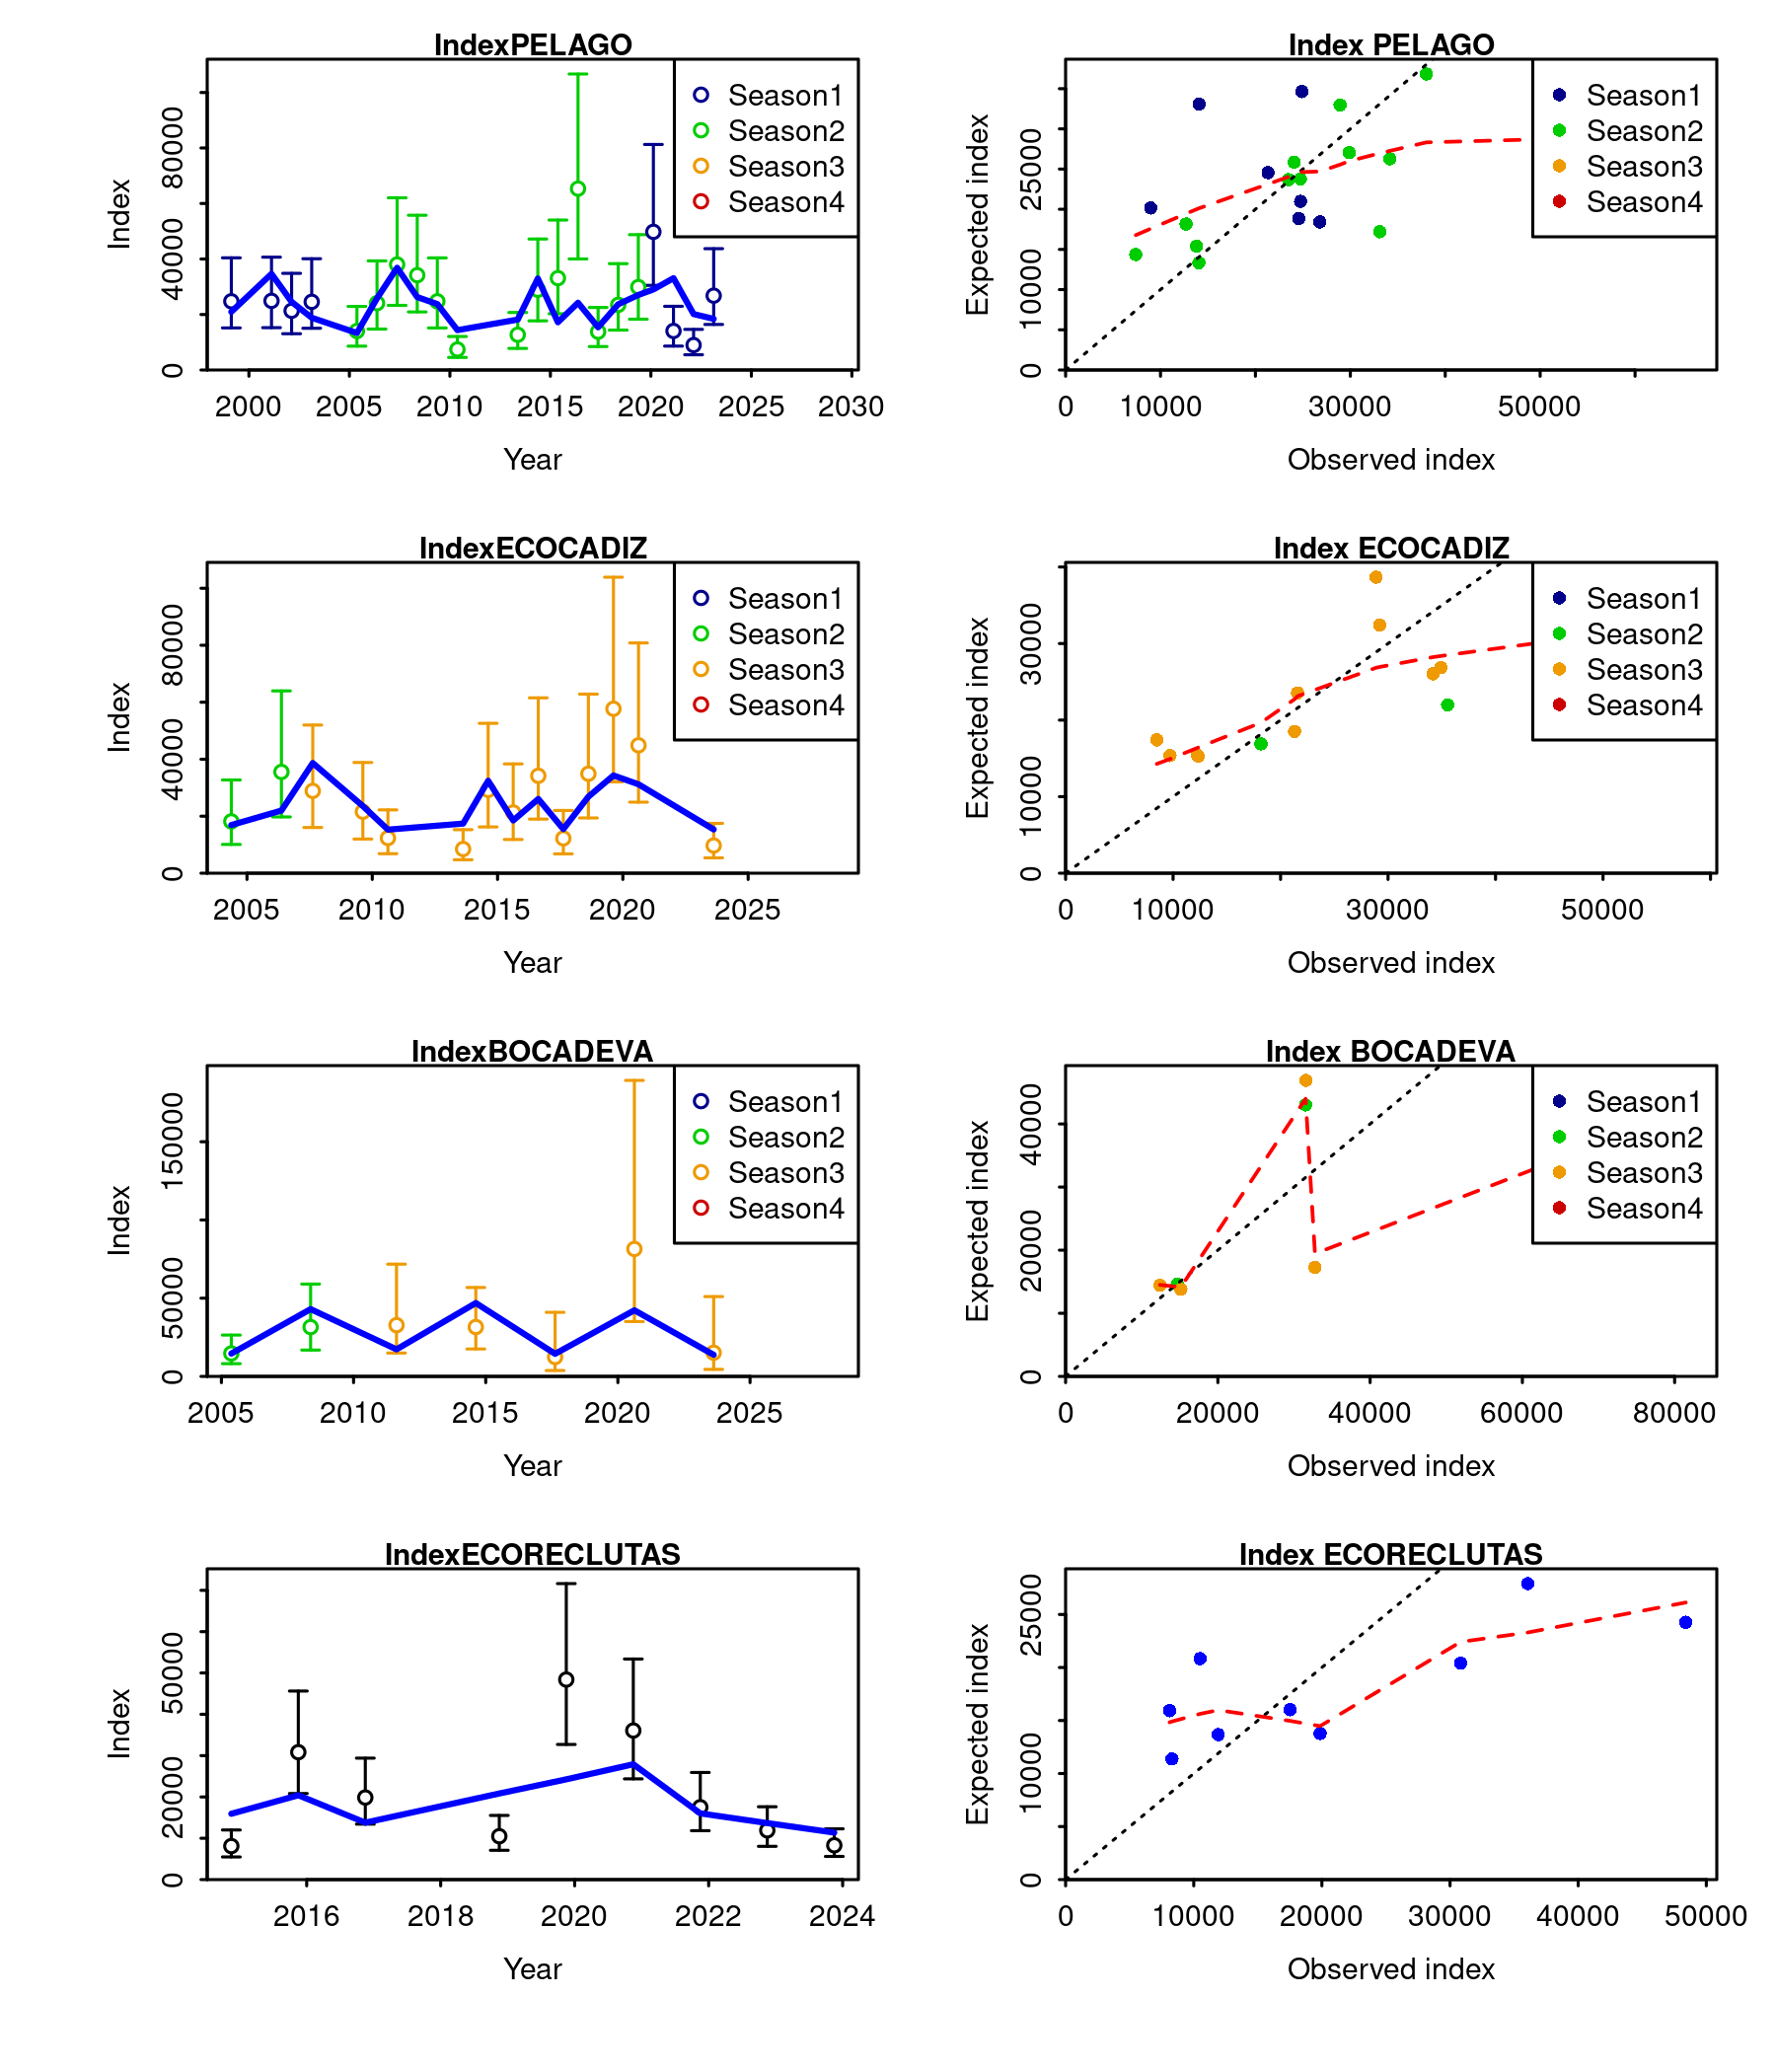 IndexPELAGO
Index
0 40000 80000
2000 2005 2010 2015 2020 2025 2030
Year
Season1
Season2
Season3
Season4
Index PELAGO
Expected index
0 10000 25000
0 10000 30000 50000
Observed index
Season1
Season2
Season3
Season4
IndexECOCADIZ
Index
0 40000 80000
2005 2010 2015 2020 2025
Year
Season1
Season2
Season3
Season4
Index ECOCADIZ
Expected index
0 10000 30000
0 10000 30000 50000
Observed index
Season1
Season2
Season3
Season4
IndexBOCADEVA
Index
0 50000 150000
2005 2010 2015 2020 2025
Year
Season1
Season2
Season3
Season4
Index BOCADEVA
Expected index
0 20000 40000
0 20000 40000 60000 80000
Observed index
Season1
Season2
Season3
Season4
IndexECORECLUTAS
Index
0 20000 50000
2016 2018 2020 2022 2024
Year
Index ECORECLUTAS
Expected index
0 10000 25000
0 10000 20000 30000 40000 50000
Observed index